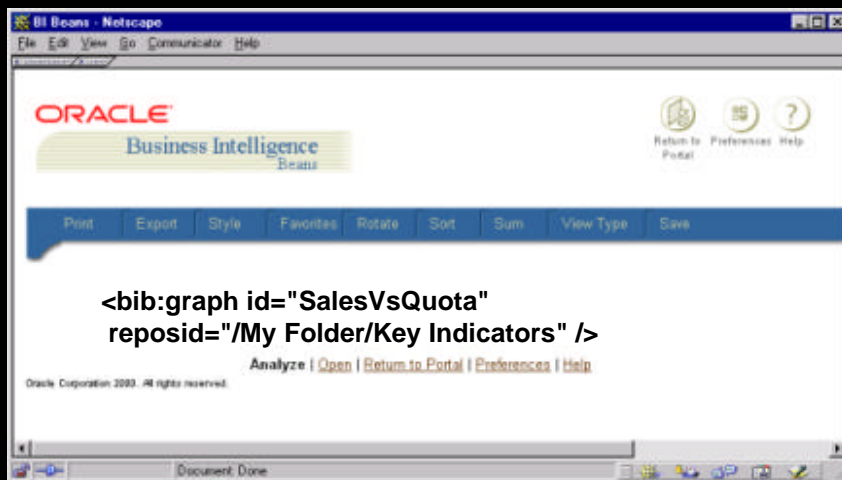 BI Beans - Netscape
File Edit View Go Communicator Help
ORACLE
Business Intelligence
Beans
Return to Portal Preferences Help
Print Export Style Favorites Rotate Sort Sum View Type Save
<bib:graph id="SalesVsQuota"
reposid="/My Folder/Key Indicators" />
Analyze | Open | Return to Portal | Preferences | Help
Oracle Corporation 2000. All rights reserved.
Document: Done